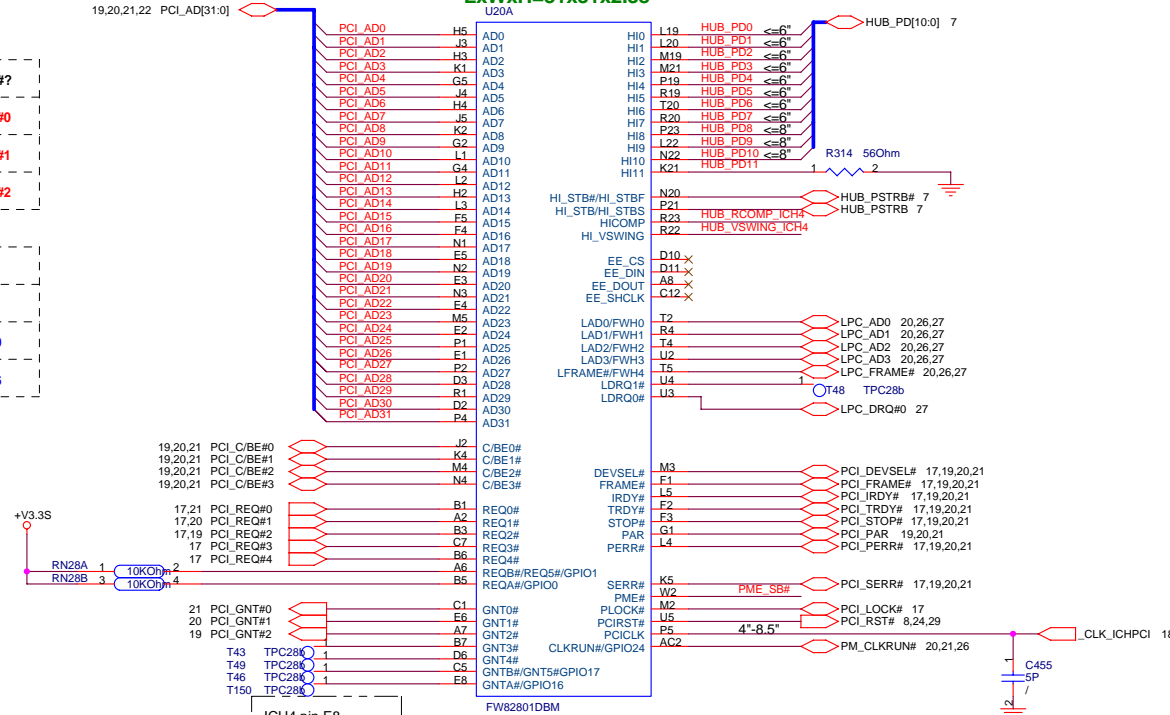 19,20,21,22 PCI_AD[31:0]
U20A
HUB_PD[10:0] 7
PCI_AD0 H5 AD0 HI0 L19 HUB_PD0 <=6"
PCI_AD1 J3 AD1 HI1 L20 HUB_PD1 <=6"
PCI_AD2 H3 AD2 HI2 M19 HUB_PD2 <=6"
PCI_AD3 K1 AD3 HI3 M21 HUB_PD3 <=6"
PCI_AD4 G5 AD4 HI4 P19 HUB_PD4 <=6"
PCI_AD5 J4 AD5 HI5 R19 HUB_PD5 <=6"
PCI_AD6 H4 AD6 HI6 T20 HUB_PD6 <=6"
PCI_AD7 J5 AD7 HI7 R20 HUB_PD7 <=6"
PCI_AD8 K2 AD8 HI8 P23 HUB_PD8 <=6"
PCI_AD9 G2 AD9 HI9 L22 HUB_PD9 <=8"
PCI_AD10 L1 AD10 HI10 N22 HUB_PD10 <=8"
PCI_AD11 G4 AD11 HI11 K21 HUB_PD11 1 R314 56Ohm 2
PCI_AD12 L2 AD12
PCI_AD13 H2 AD13 HI_STB#/HI_STBF N20 HUB_PSTRB# 7
PCI_AD14 L3 AD14 HI_STB/HI_STBS P21 HUB_PSTRB 7
PCI_AD15 F5 AD15 HICOMP R23 HUB_RCOMP_ICH4
PCI_AD16 F4 AD16 HI_VSWING R22 HUB_VSWING_ICH4
PCI_AD17 N1 AD17
PCI_AD18 E5 AD18 EE_CS D10
PCI_AD19 N2 AD19 EE_DIN D11
PCI_AD20 E3 AD20 EE_DOUT A8
PCI_AD21 N3 AD21 EE_SHCLK C12
PCI_AD22 E4 AD22
PCI_AD23 M5 AD23 LAD0/FWH0 T2 LPC_AD0 20,26,27
PCI_AD24 E2 AD24 LAD1/FWH1 R4 LPC_AD1 20,26,27
PCI_AD25 P1 AD25 LAD2/FWH2 T4 LPC_AD2 20,26,27
PCI_AD26 E1 AD26 LAD3/FWH3 U2 LPC_AD3 20,26,27
PCI_AD27 P2 AD27 LFRAME#/FWH4 T5 LPC_FRAME# 20,26,27
PCI_AD28 D3 AD28 LDRQ1# U4 1 T48 TPC28b
PCI_AD29 R1 AD29 LDRQ0# U3
PCI_AD30 D2 AD30 LPC_DRQ#0 27
PCI_AD31 P4 AD31
19,20,21 PCI_C/BE#0 J2 C/BE0#
19,20,21 PCI_C/BE#1 K4 C/BE1#
19,20,21 PCI_C/BE#2 M4 C/BE2# DEVSEL# M3 PCI_DEVSEL# 17,19,20,21
19,20,21 PCI_C/BE#3 N4 C/BE3# FRAME# F1 PCI_FRAME# 17,19,20,21
IRDY# L5 PCI_IRDY# 17,19,20,21
17,21 PCI_REQ#0 B1 REQ0# TRDY# F2 PCI_TRDY# 17,19,20,21
17,20 PCI_REQ#1 A2 REQ1# STOP# F3 PCI_STOP# 17,19,20,21
17,19 PCI_REQ#2 B3 REQ2# PAR G1 PCI_PAR 19,20,21
17 PCI_REQ#3 C7 REQ3# PERR# L4 PCI_PERR# 17,19,20,21
17 PCI_REQ#4 B6 REQ4#
+V3.3S
RN28A 1 10KOhm 2 A6 REQB#/REQ5#/GPIO1
RN28B 3 10KOhm 4 B5 REQA#/GPIO0 SERR# K5 PCI_SERR# 17,19,20,21
PME# W2 PME_SB#
21 PCI_GNT#0 C1 GNT0# PLOCK# M2 PCI_LOCK# 17
20 PCI_GNT#1 E6 GNT1# PCIRST# U5 PCI_RST# 8,24,29
19 PCI_GNT#2 A7 GNT2# PCICLK P5 4"-8.5" _CLK_ICHPCI 18
T43 TPC28b 1 B7 GNT3# CLKRUN#/GPIO24 AC2 PM_CLKRUN# 20,21,26
T49 TPC28b 1 D6 GNT4#
T46 TPC28b 1 C5 GNTB#/GNT5#GPIO17
T150 TPC28b 1 E8 GNTA#/GPIO16
1 C455
5P
/
2
FW82801DBM
ICH4 pin E8
#?
#0
#1
#2